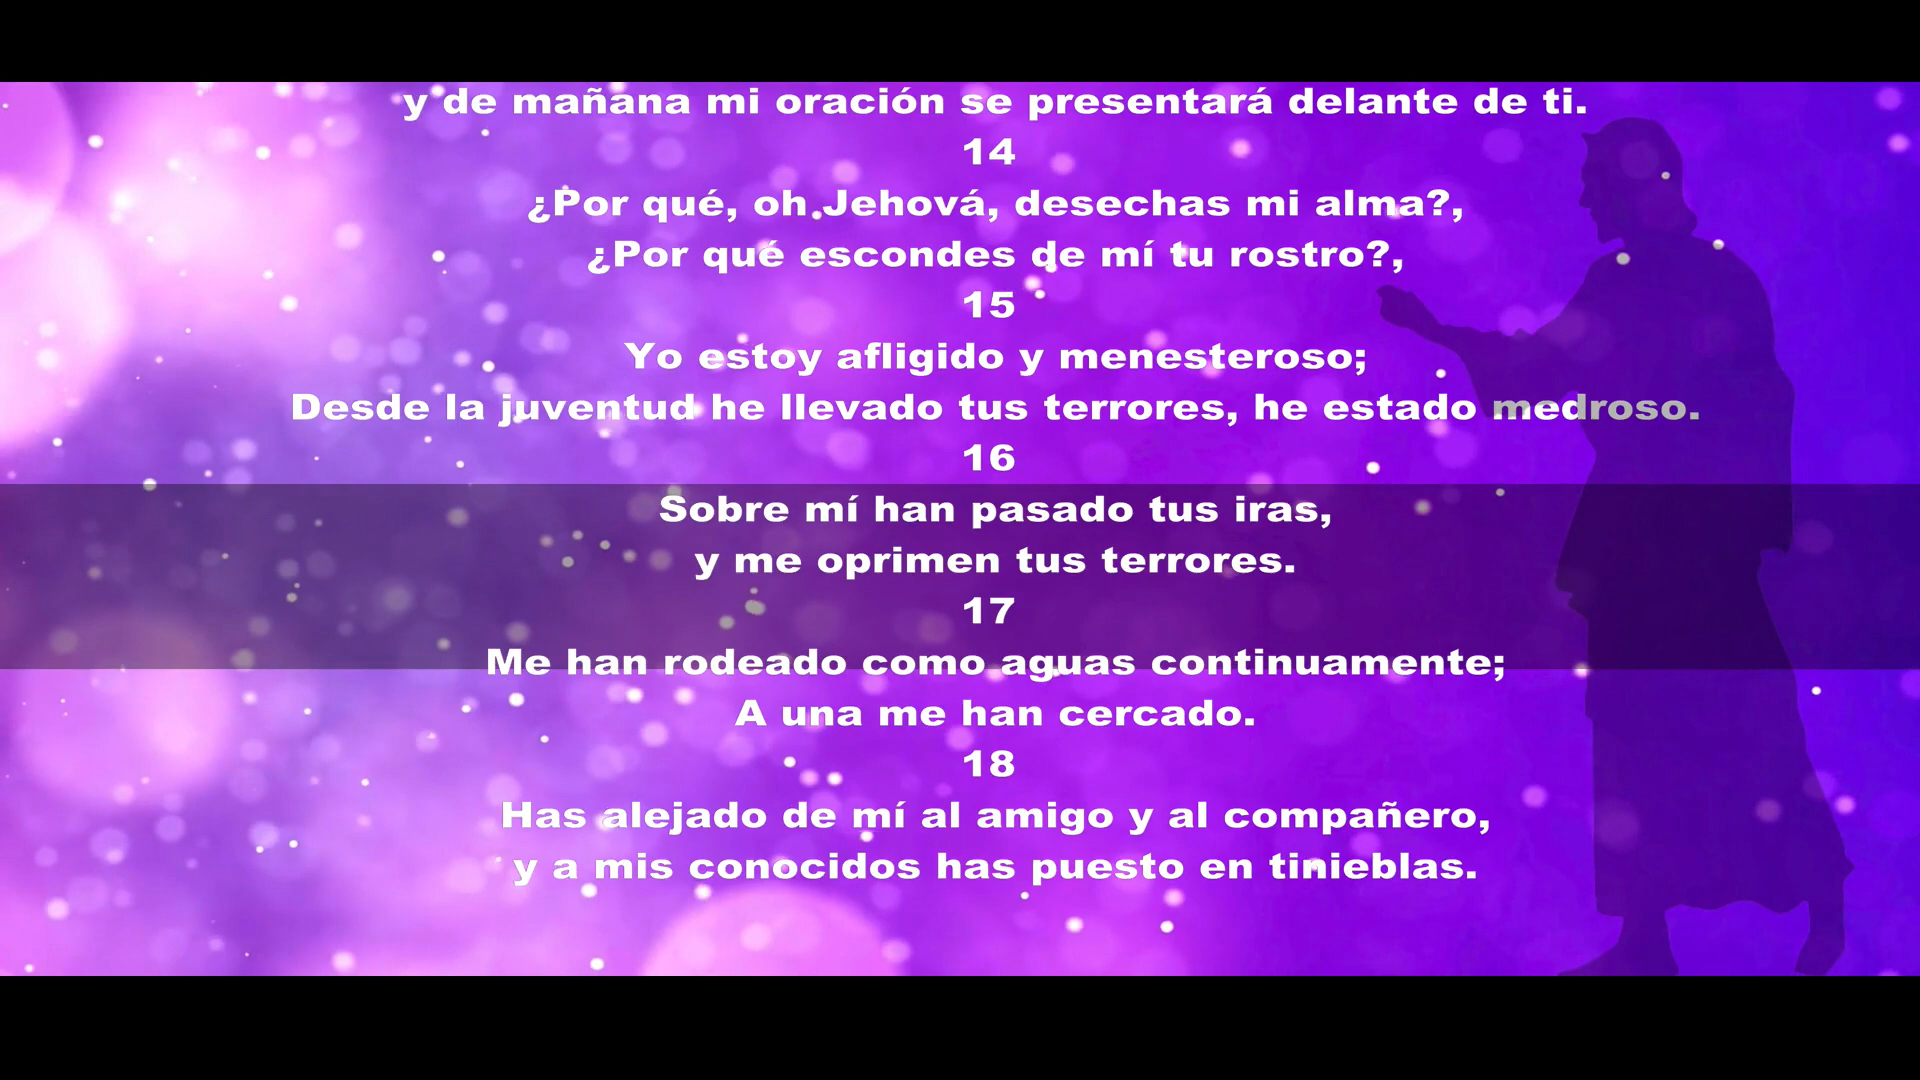 y de mañana mi oración se presentará delante de ti.
14
¿Por qué, oh Jehová, desechas mi alma?,
¿Por qué escondes de mí tu rostro?,
15
Yo estoy afligido y menesteroso;
Desde la juventud he llevado tus terrores, he estado medroso.
16
Sobre mí han pasado tus iras,
y me oprimen tus terrores.
17
Me han rodeado como aguas continuamente;
A una me han cercado.
18
Has alejado de mí al amigo y al compañero,
y a mis conocidos has puesto en tinieblas.